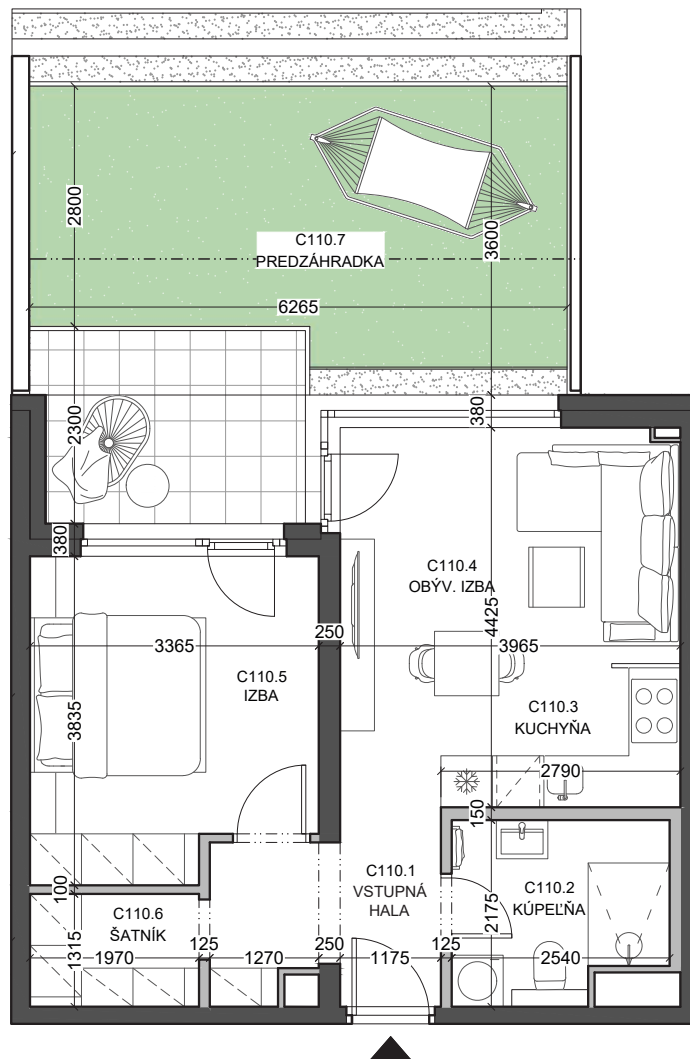 2800
3600
C110.7
PREDZÁHRADKA
6265
380
2300
380
C110.4
OBÝV. IZBA
4425
3365
250
3965
C110.5
IZBA
C110.3
KUCHYŇA
3835
2790
150
C110.1
VSTUPNÁ
HALA
C110.2
KÚPEĽŇA
100
C110.6
ŠATNÍK
2175
1315
1970
125
1270
250
1175
125
2540